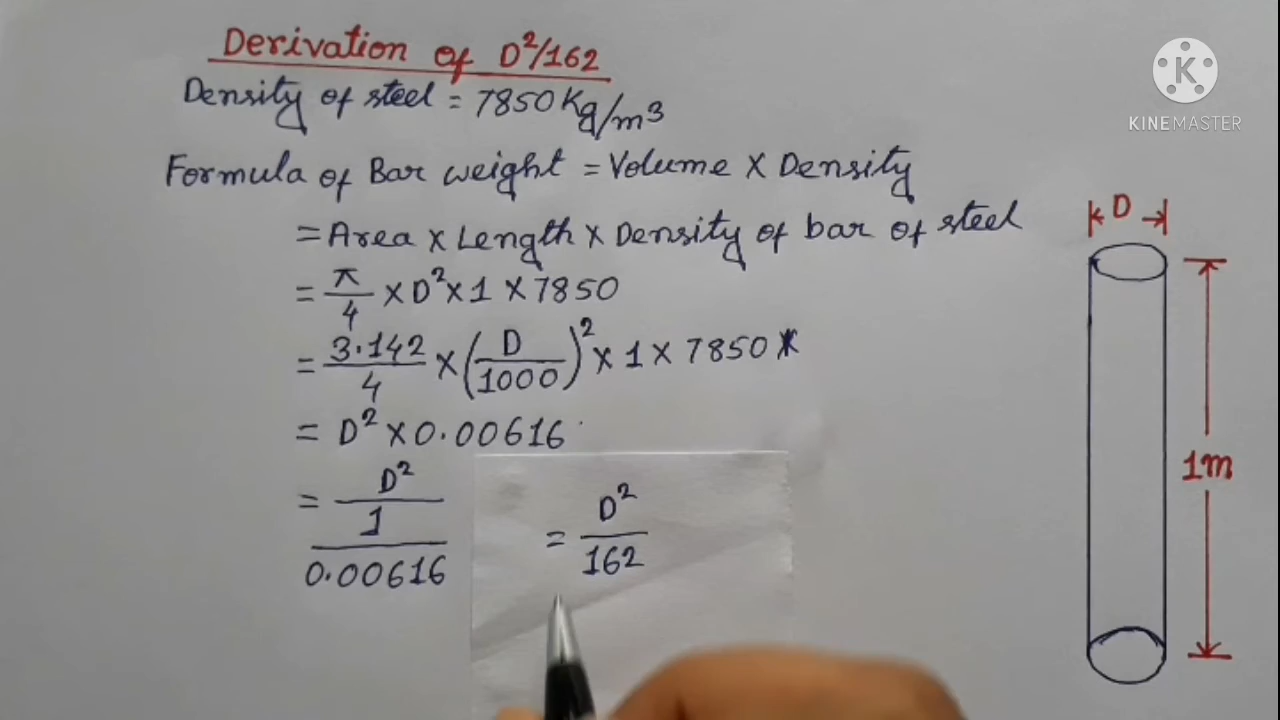 Derivation of D²/162
Density of steel = 7850 Kg/m³
Formula of Bar weight = Volume X Density
= Area x Length x Density of bar of steel
= π/4 x D² x 1 x 7850
= 3.142/4 x (D/1000)² x 1 x 7850 x
= D² x 0.00616
= D²/(1/0.00616) = D²/162
D
1m
K
KINEMASTER